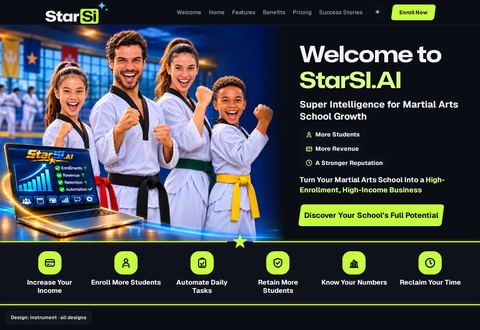 StarSi
Welcome
Home
Features
Benefits
Pricing
Success Stories
Enroll Now
Welcome to
StarSI.AI
Super Intelligence for Martial Arts
School Growth
More Students
More Revenue
A Stronger Reputation
Turn Your Martial Arts School Into a High-
Enrollment, High-Income Business
Discover Your School's Full Potential
StarSi.AI
Enrollments
Revenue
Retention
Automation
Increase Your
Income
Enroll More Students
Automate Daily
Tasks
Retain More
Students
Know Your Numbers
Reclaim Your Time
Design: Instrument · all designs